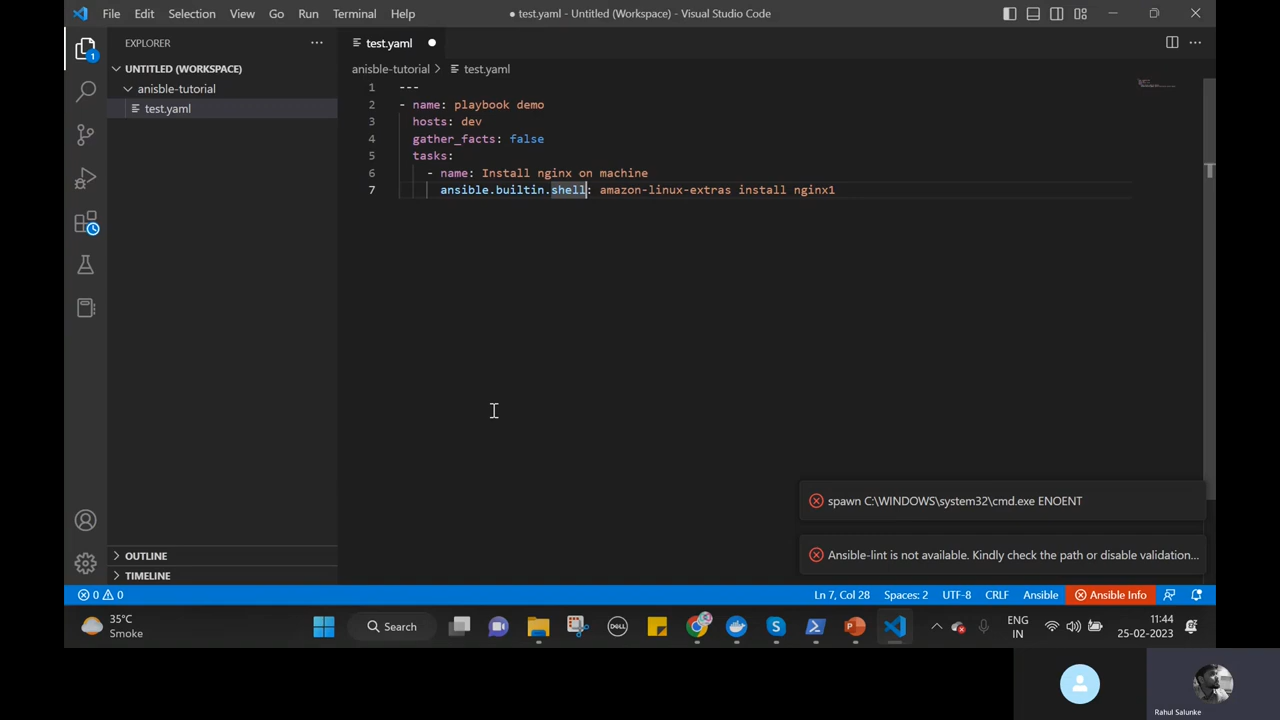 File Edit Selection View Go Run Terminal Help
● test.yaml - Untitled (Workspace) - Visual Studio Code
EXPLORER
UNTITLED (WORKSPACE)
anisble-tutorial
test.yaml
1
OUTLINE
TIMELINE
test.yaml ●
anisble-tutorial > test.yaml
1 ---
2 - name: playbook demo
3 hosts: dev
4 gather_facts: false
5 tasks:
6 - name: Install nginx on machine
7 ansible.builtin.shell: amazon-linux-extras install nginx1
spawn C:\WINDOWS\system32\cmd.exe ENOENT
Ansible-lint is not available. Kindly check the path or disable validation...
0 0 Ln 7, Col 28 Spaces: 2 UTF-8 CRLF Ansible Ansible Info
35°C
Smoke
Search
DELL
ENG
IN
11:44
25-02-2023
Rahul Salunke